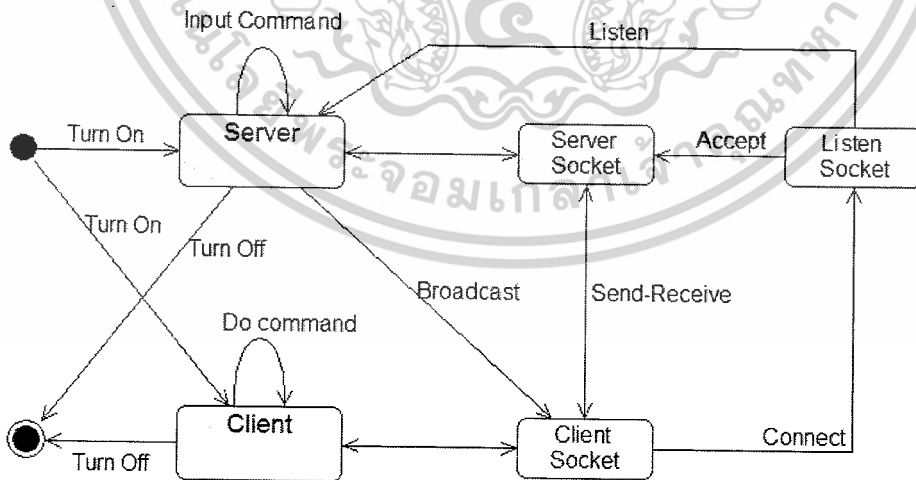 Input Command
Listen
Turn On
Server
Server
Socket
Accept
Listen
Socket
Turn On
Turn Off
Broadcast
Send-Receive
Do command
Client
Client
Socket
Connect
Turn Off